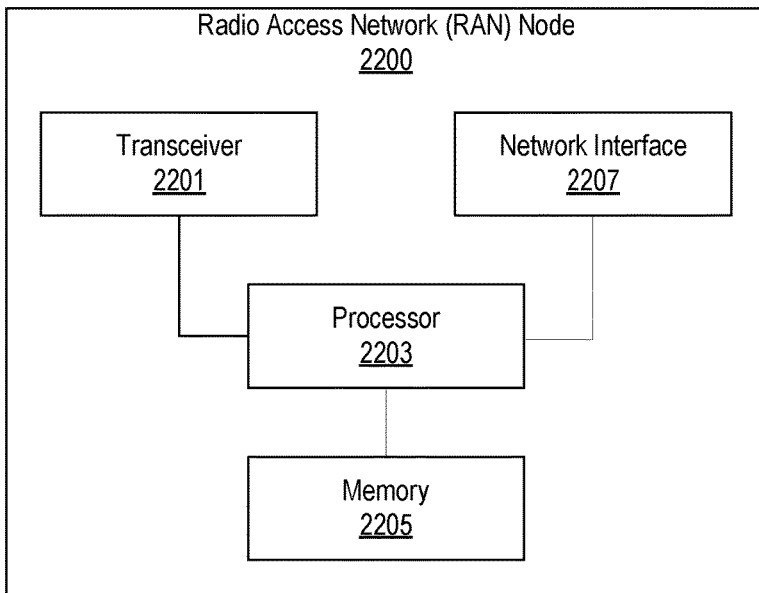 Radio Access Network (RAN) Node
2200
Transceiver
2201
Network Interface
2207
Processor
2203
Memory
2205